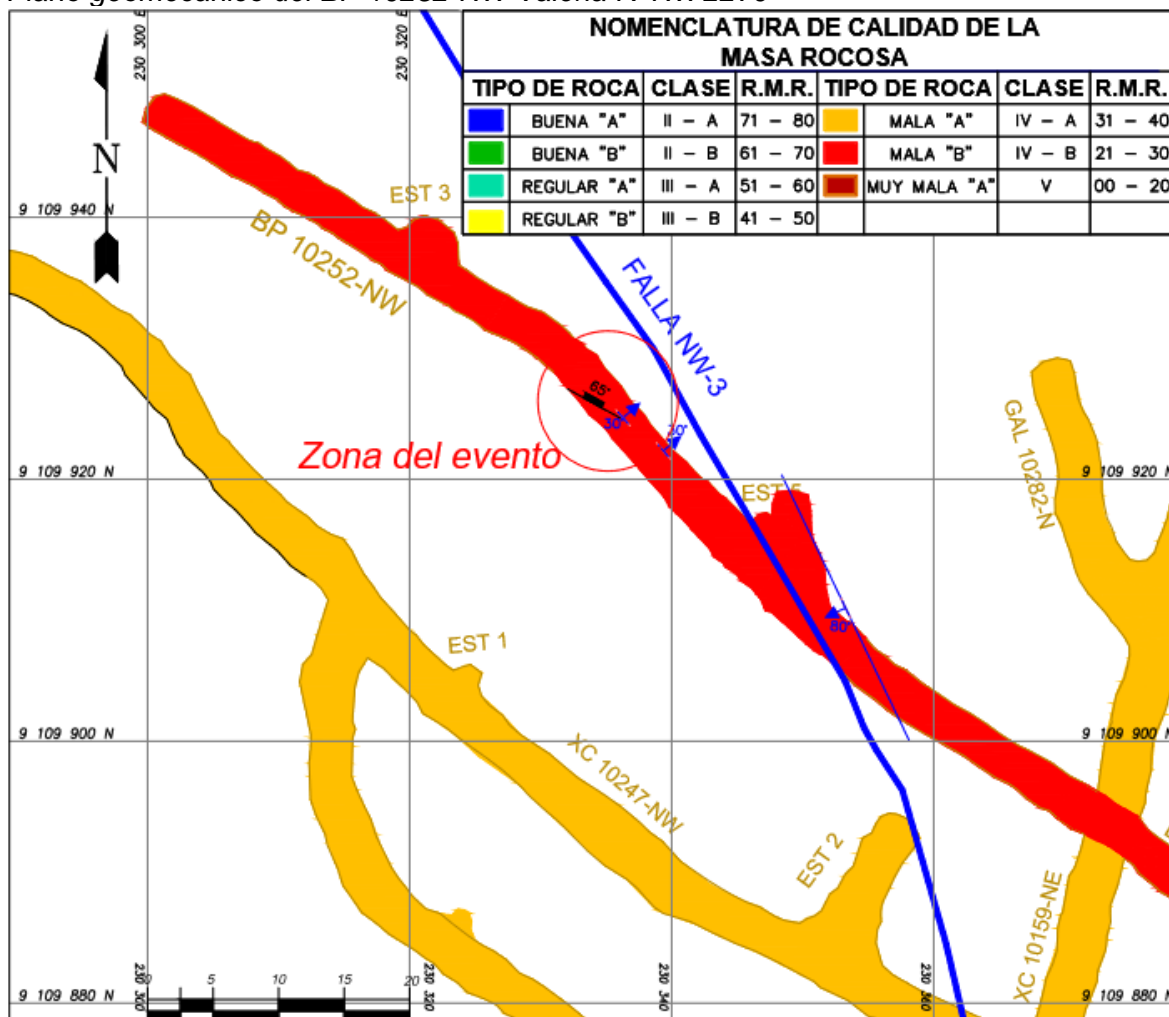 NOMENCLATURA DE CALIDAD DE LA
MASA ROCOSA
TIPO DE ROCA CLASE R.M.R. TIPO DE ROCA CLASE R.M.R.
BUENA "A" II - A 71 - 80 MALA "A" IV - A 31 - 40
BUENA "B" II - B 61 - 70 MALA "B" IV - B 21 - 30
REGULAR "A" III - A 51 - 60 MUY MALA "A" V 00 - 20
REGULAR "B" III - B 41 - 50
230 300 E
230 320
N
EST 3
9 109 940 N
BP 10252-NW
FALLA NW-3
65°
30°
Zona del evento
GAL 10282-N
9 109 920 N
9 109 920 N
80°
EST 1
9 109 900 N
9 109 900 N
XC 10247-NW
EST 2
XC 10159-NE
0 5 10 15 20
230 300
230 320
230 340
230 360
9 109 880 N
9 109 880 N